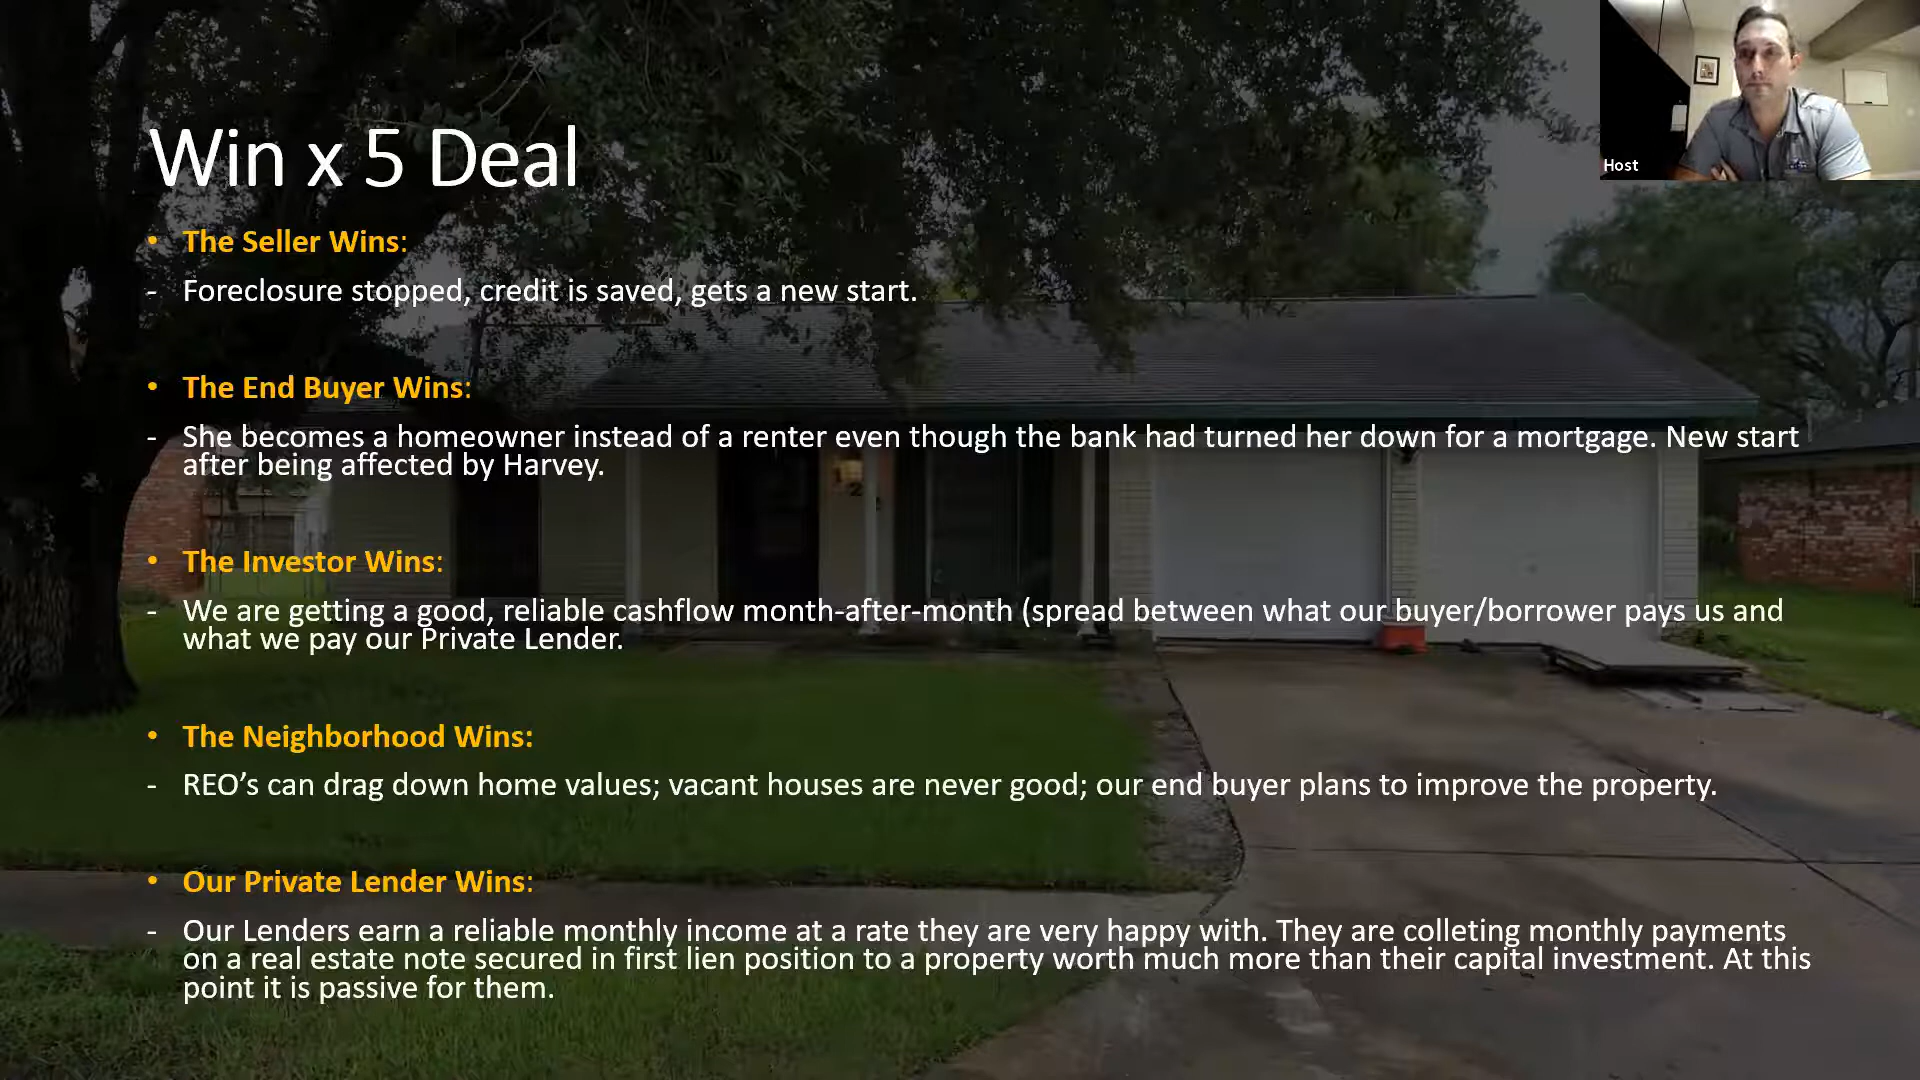 Host
Win x 5 Deal
• The Seller Wins:
- Foreclosure stopped, credit is saved, gets a new start.
• The End Buyer Wins:
- She becomes a homeowner instead of a renter even though the bank had turned her down for a mortgage. New start
after being affected by Harvey.
• The Investor Wins:
- We are getting a good, reliable cashflow month-after-month (spread between what our buyer/borrower pays us and
what we pay our Private Lender.
• The Neighborhood Wins:
- REO’s can drag down home values; vacant houses are never good; our end buyer plans to improve the property.
• Our Private Lender Wins:
- Our Lenders earn a reliable monthly income at a rate they are very happy with. They are colleting monthly payments
on a real estate note secured in first lien position to a property worth much more than their capital investment. At this
point it is passive for them.